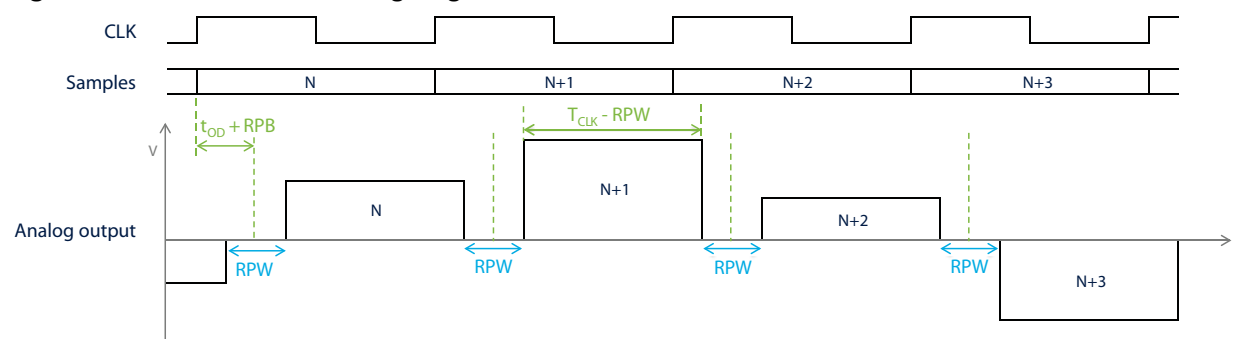 CLK
Samples
N
N+1
N+2
N+3
t_OD + RPB
T_CLK - RPW
V
N+1
N
N+2
Analog output
RPW
RPW
RPW
RPW
N+3